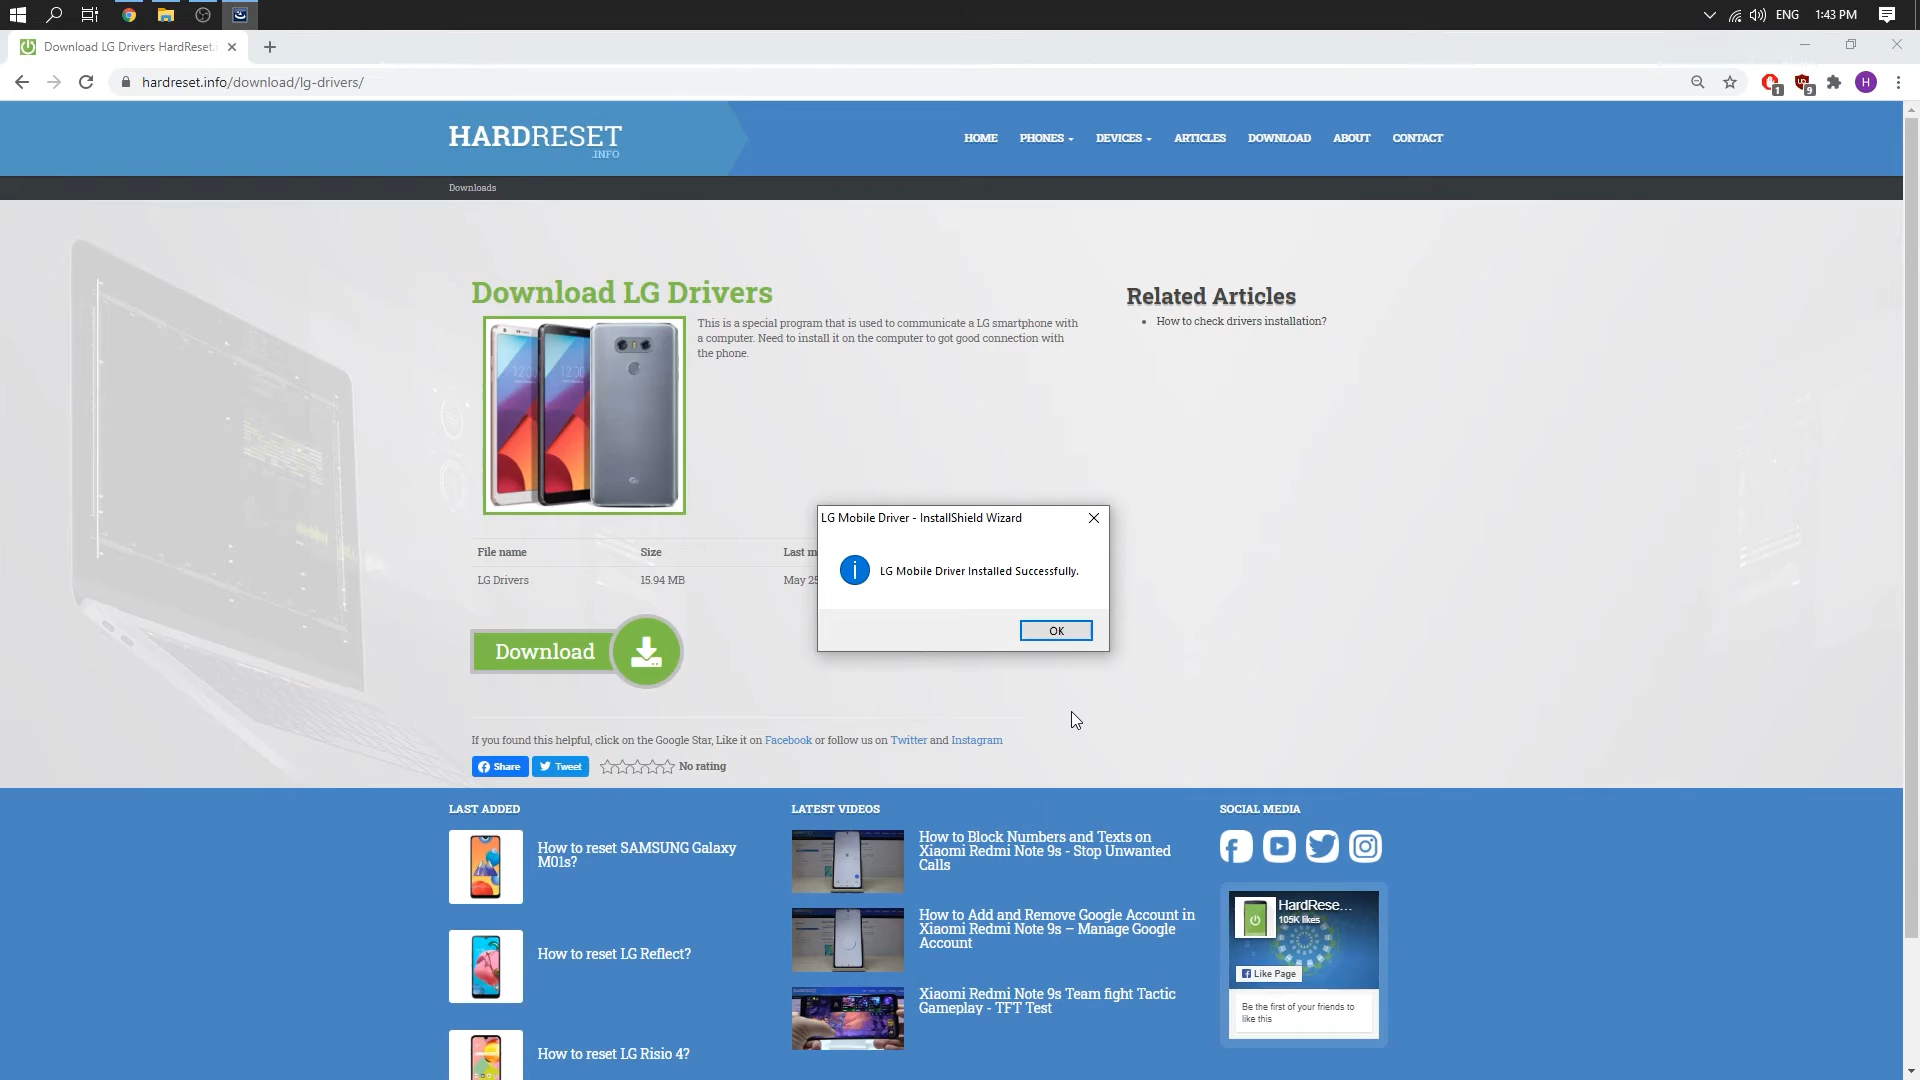 ENG
1:43 PM
Download LG Drivers HardReset.
hardreset.info/download/lg-drivers/
1
9
H
HARDRESET
.INFO
HOME
PHONES
DEVICES
ARTICLES
DOWNLOAD
ABOUT
CONTACT
Downloads
Download LG Drivers
This is a special program that is used to communicate a LG smartphone with
a computer. Need to install it on the computer to got good connection with
the phone.
Related Articles
How to check drivers installation?
LG Mobile Driver - InstallShield Wizard
LG Mobile Driver Installed Successfully.
OK
File name
Size
Last m
LG Drivers
15.94 MB
May 25
Download
If you found this helpful, click on the Google Star, Like it on Facebook or follow us on Twitter and Instagram
Share
Tweet
No rating
LAST ADDED
How to reset SAMSUNG Galaxy
M01s?
How to reset LG Reflect?
How to reset LG Risio 4?
LATEST VIDEOS
How to Block Numbers and Texts on
Xiaomi Redmi Note 9s - Stop Unwanted
Calls
How to Add and Remove Google Account in
Xiaomi Redmi Note 9s – Manage Google
Account
Xiaomi Redmi Note 9s Team fight Tactic
Gameplay - TFT Test
SOCIAL MEDIA
HardRese...
105K likes
Like Page
Be the first of your friends to
like this